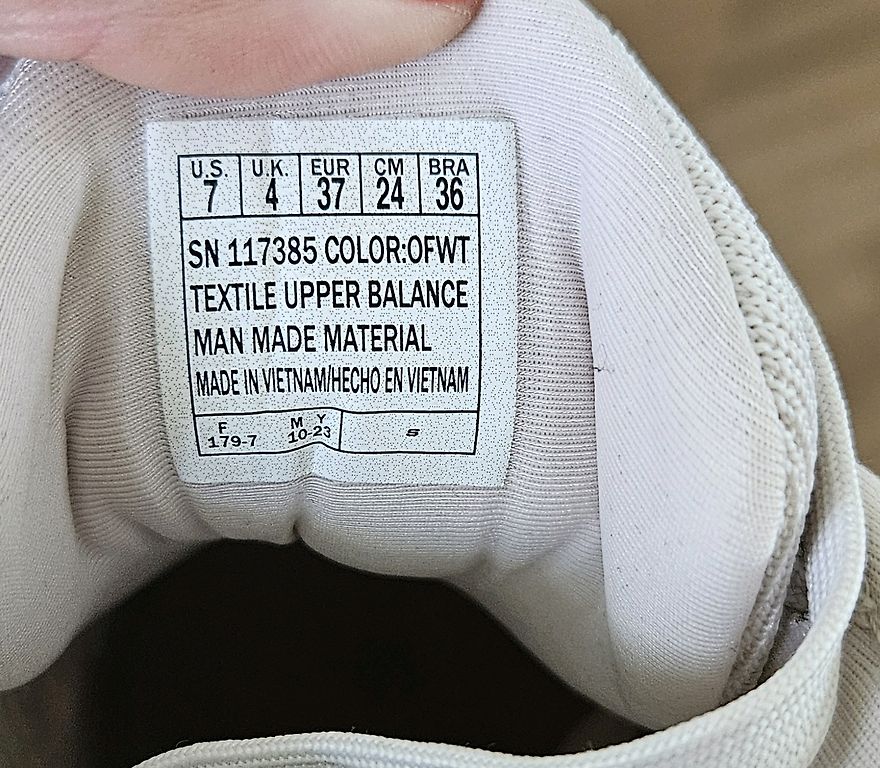 U.S. U.K. EUR CM BRA
7 4 37 24 36
SN 117385 COLOR:OFWT
TEXTILE UPPER BALANCE
MAN MADE MATERIAL
MADE IN VIETNAM/HECHO EN VIETNAM
F M Y
179-7 10-23 5